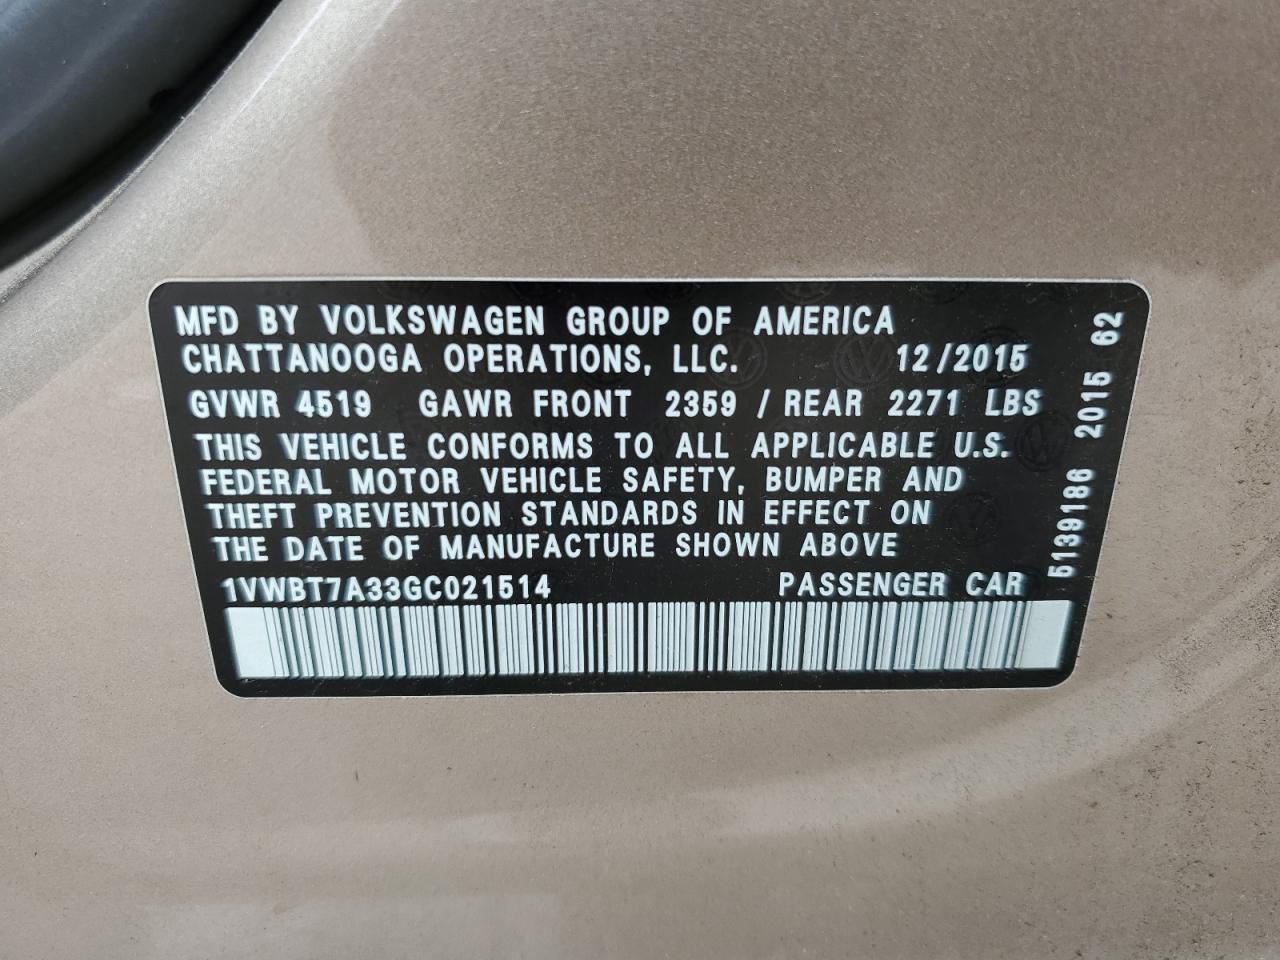 MFD BY VOLKSWAGEN GROUP OF AMERICA
CHATTANOOGA OPERATIONS, LLC. 12/2015
GVWR 4519 GAWR FRONT 2359 / REAR 2271 LBS
THIS VEHICLE CONFORMS TO ALL APPLICABLE U.S.
FEDERAL MOTOR VEHICLE SAFETY, BUMPER AND
THEFT PREVENTION STANDARDS IN EFFECT ON
THE DATE OF MANUFACTURE SHOWN ABOVE
1VWBT7A33GC021514 PASSENGER CAR
5139186 2015 62